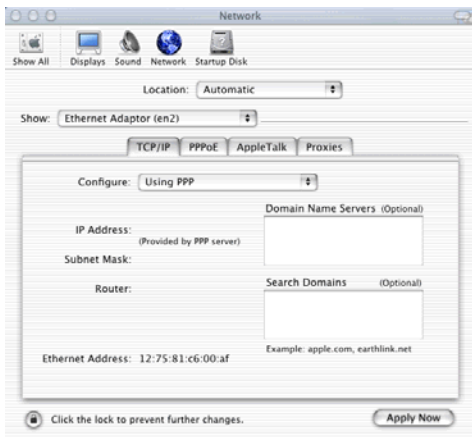 Network
Show All Displays Sound Network Startup Disk
Location: Automatic
Show: Ethernet Adaptor (en2)
TCP/IP PPPoE AppleTalk Proxies
Configure: Using PPP
Domain Name Servers (Optional)
IP Address:
(Provided by PPP server)
Subnet Mask:
Router:
Search Domains (Optional)
Example: apple.com, earthlink.net
Ethernet Address: 12:75:81:c6:00:af
Click the lock to prevent further changes.
Apply Now